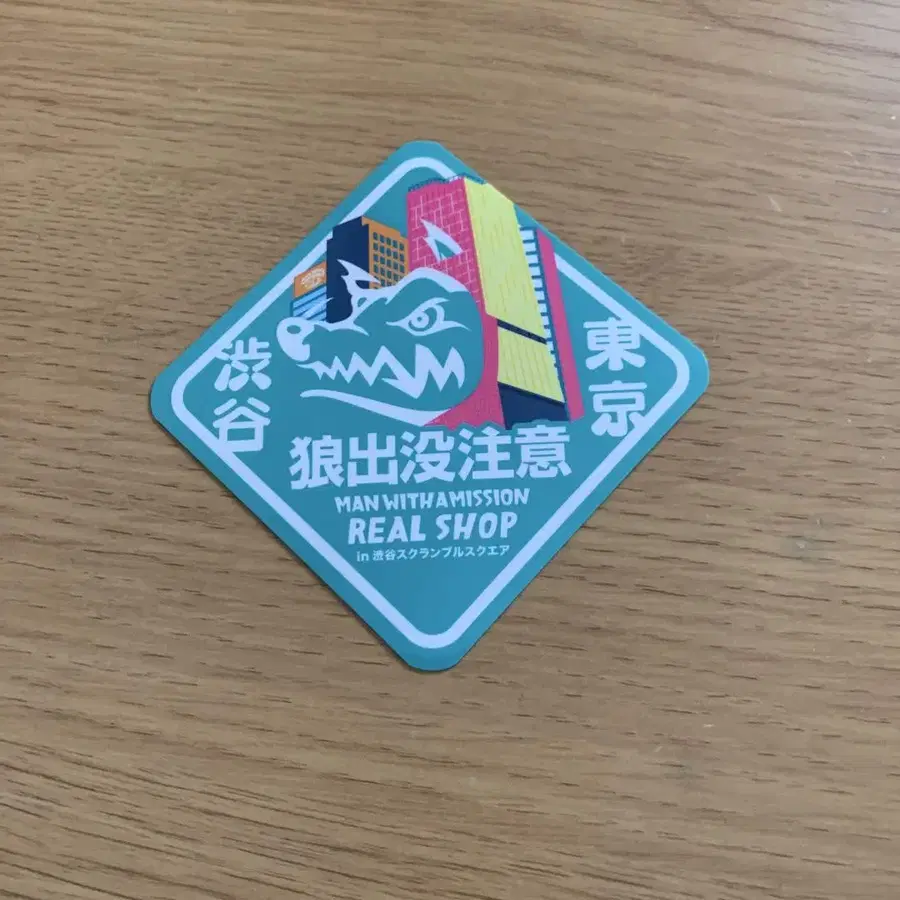 渋谷
東京
狼出没注意
MAN WITH A MISSION
REAL SHOP
in 渋谷スクランブルスクエア